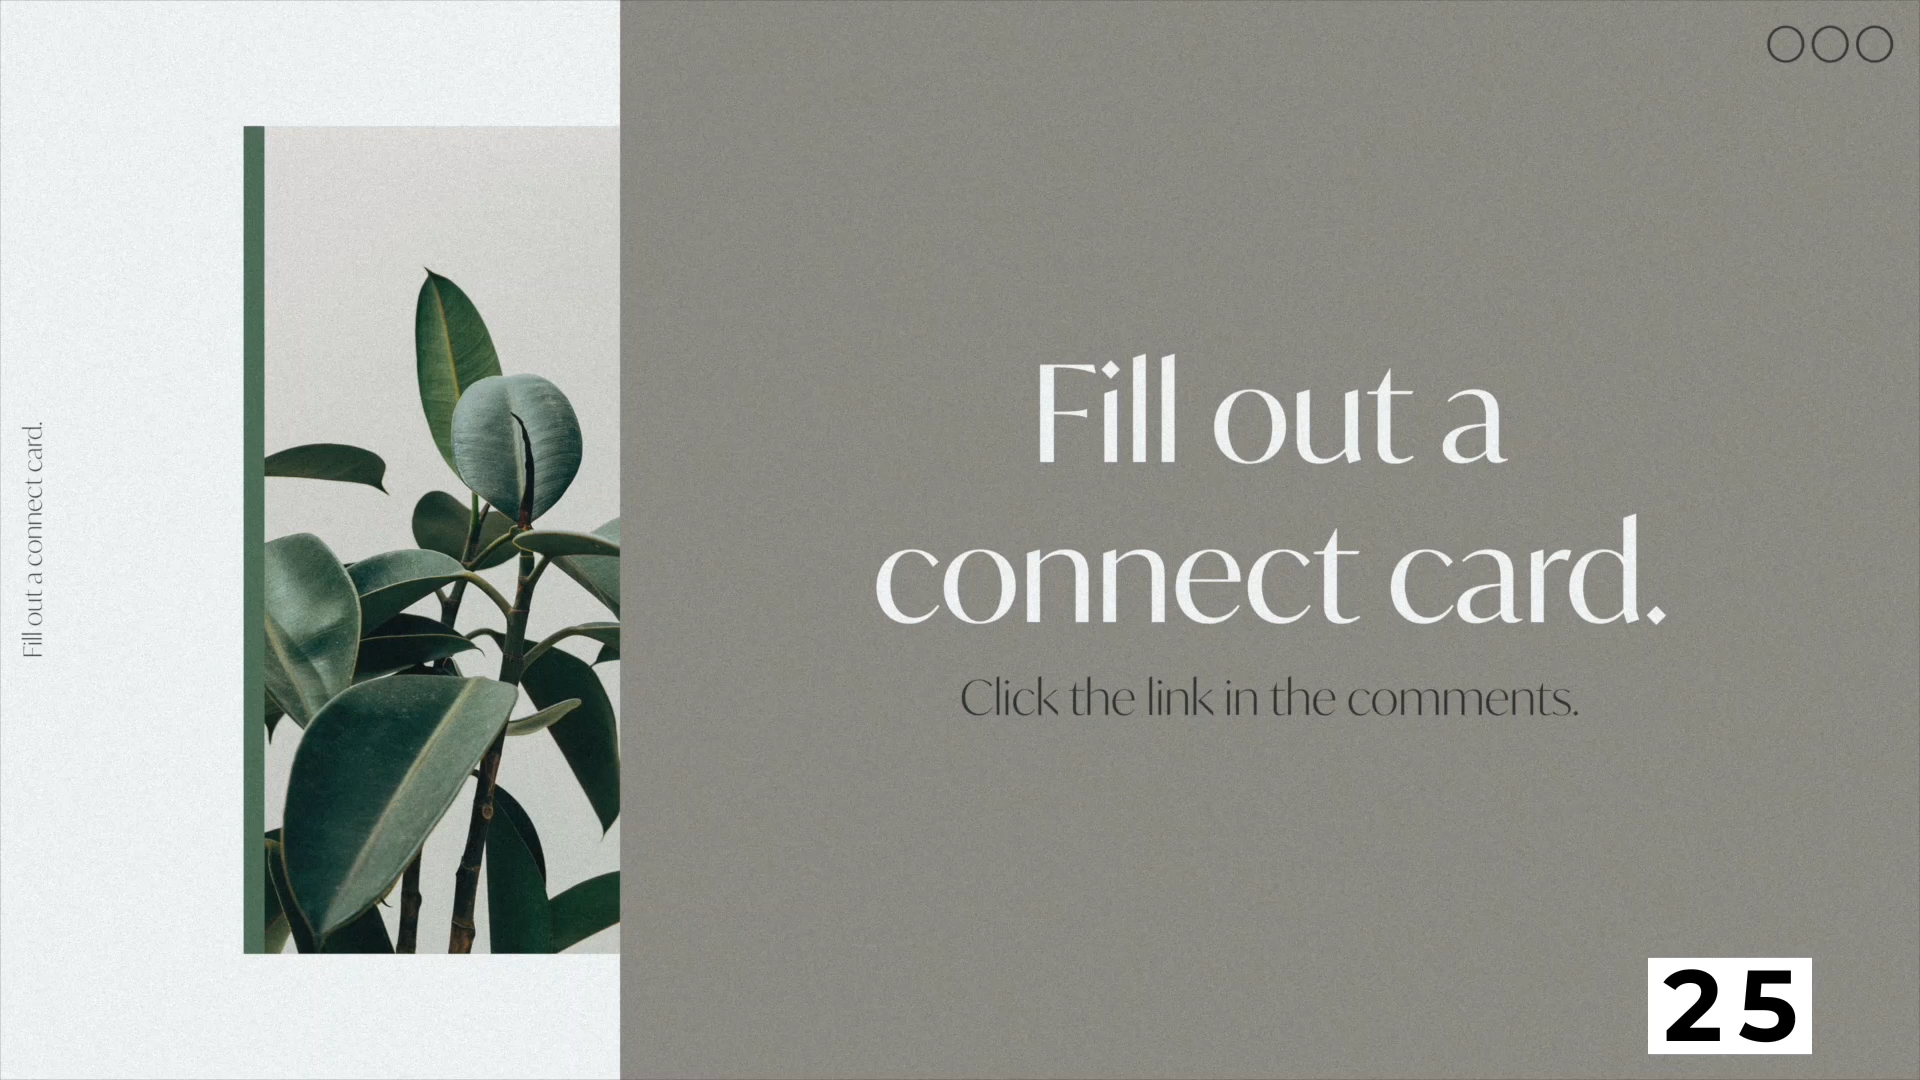 Fill out a connect card.
Fill out a
connect card.
Click the link in the comments.
25